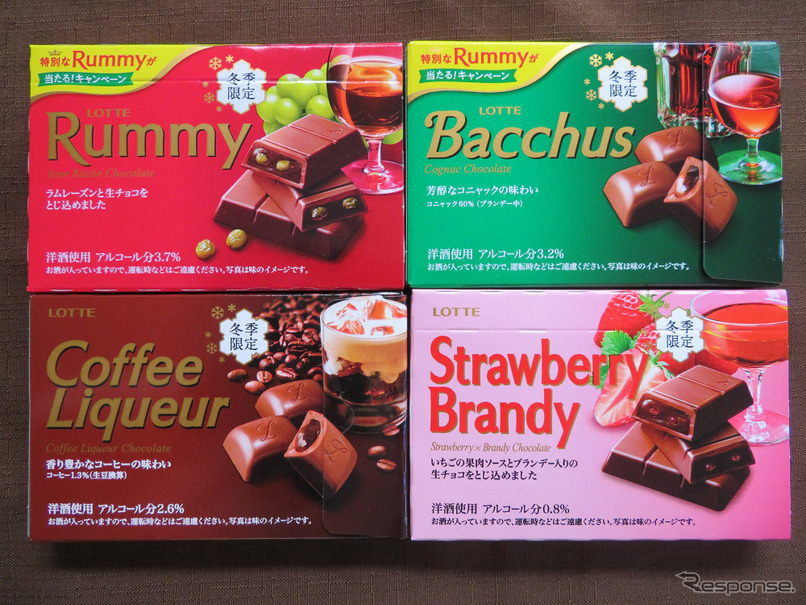 特別なRummyが
当たる!キャンペーン
冬季
限定
LOTTE
Rummy
Rum Raisin Chocolate
ラムレーズンと生チョコを
とじ込めました
洋酒使用 アルコール分3.7%
お酒が入っていますので、運転時などはご遠慮ください。写真は味のイメージです。
特別なRummyが
当たる!キャンペーン
冬季
限定
LOTTE
Bacchus
Cognac Chocolate
芳醇なコニャックの味わい
コニャック60%(ブランデー中)
洋酒使用 アルコール分3.2%
お酒が入っていますので、運転時などはご遠慮ください。写真は味のイメージです。
LOTTE
冬季
限定
Coffee
Liqueur
Coffee Liqueur Chocolate
香り豊かなコーヒーの味わい
コーヒー1.3%(生豆換算)
洋酒使用 アルコール分2.6%
お酒が入っていますので、運転時などはご遠慮ください。写真は味のイメージです。
LOTTE
冬季
限定
Strawberry
Brandy
Strawberry×Brandy Chocolate
いちごの果肉ソースとブランデー入りの
生チョコをとじ込めました
洋酒使用 アルコール分0.8%
お酒が入っていますので、運転時などはご遠慮ください。写真は味のイメージです。
Response.